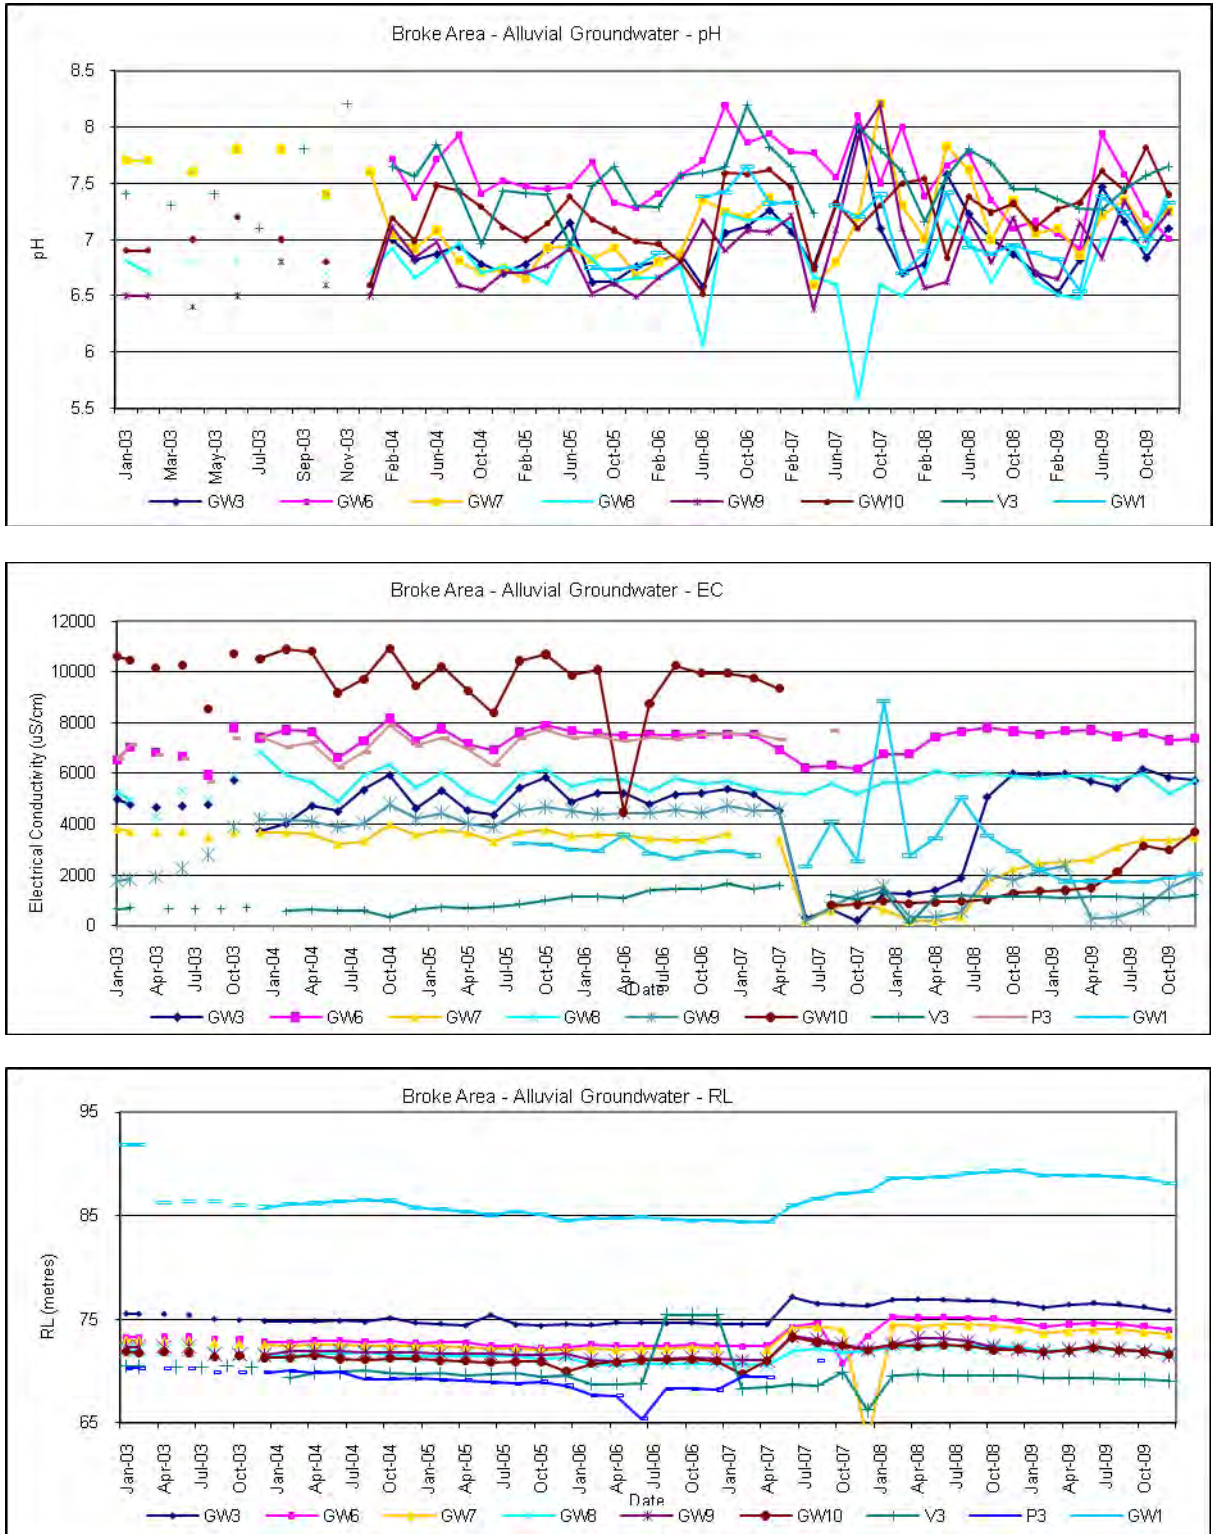 Broke Area - Alluvial Groundwater - pH
8.5
8
7.5
7
6.5
6
5.5
pH
Jan-03 Mar-03 May-03 Jul-03 Sep-03 Nov-03 Feb-04 Jun-04 Oct-04 Feb-05 Jun-05 Oct-05 Feb-06 Jun-06 Oct-06 Feb-07 Jun-07 Oct-07 Feb-08 Jun-08 Oct-08 Feb-09 Jun-09 Oct-09
GW3 GW6 GW7 GW8 GW9 GW10 V3 GW1
Broke Area - Alluvial Groundwater - EC
12000
10000
8000
6000
4000
2000
0
Electrical Conductivity (uS/cm)
Jan-03 Apr-03 Jul-03 Oct-03 Jan-04 Apr-04 Jul-04 Oct-04 Jan-05 Apr-05 Jul-05 Oct-05 Jan-06 Apr-06 Jul-06 Oct-06 Jan-07 Apr-07 Jul-07 Oct-07 Jan-08 Apr-08 Jul-08 Oct-08 Jan-09 Apr-09 Jul-09 Oct-09
Date
GW3 GW6 GW7 GW8 GW9 GW10 V3 P3 GW1
Broke Area - Alluvial Groundwater - RL
95
85
75
65
RL (metres)
Jan-03 Apr-03 Jul-03 Oct-03 Jan-04 Apr-04 Jul-04 Oct-04 Jan-05 Apr-05 Jul-05 Oct-05 Jan-06 Apr-06 Jul-06 Oct-06 Jan-07 Apr-07 Jul-07 Oct-07 Jan-08 Apr-08 Jul-08 Oct-08 Jan-09 Apr-09 Jul-09 Oct-09
Date
GW3 GW6 GW7 GW8 GW9 GW10 V3 P3 GW1